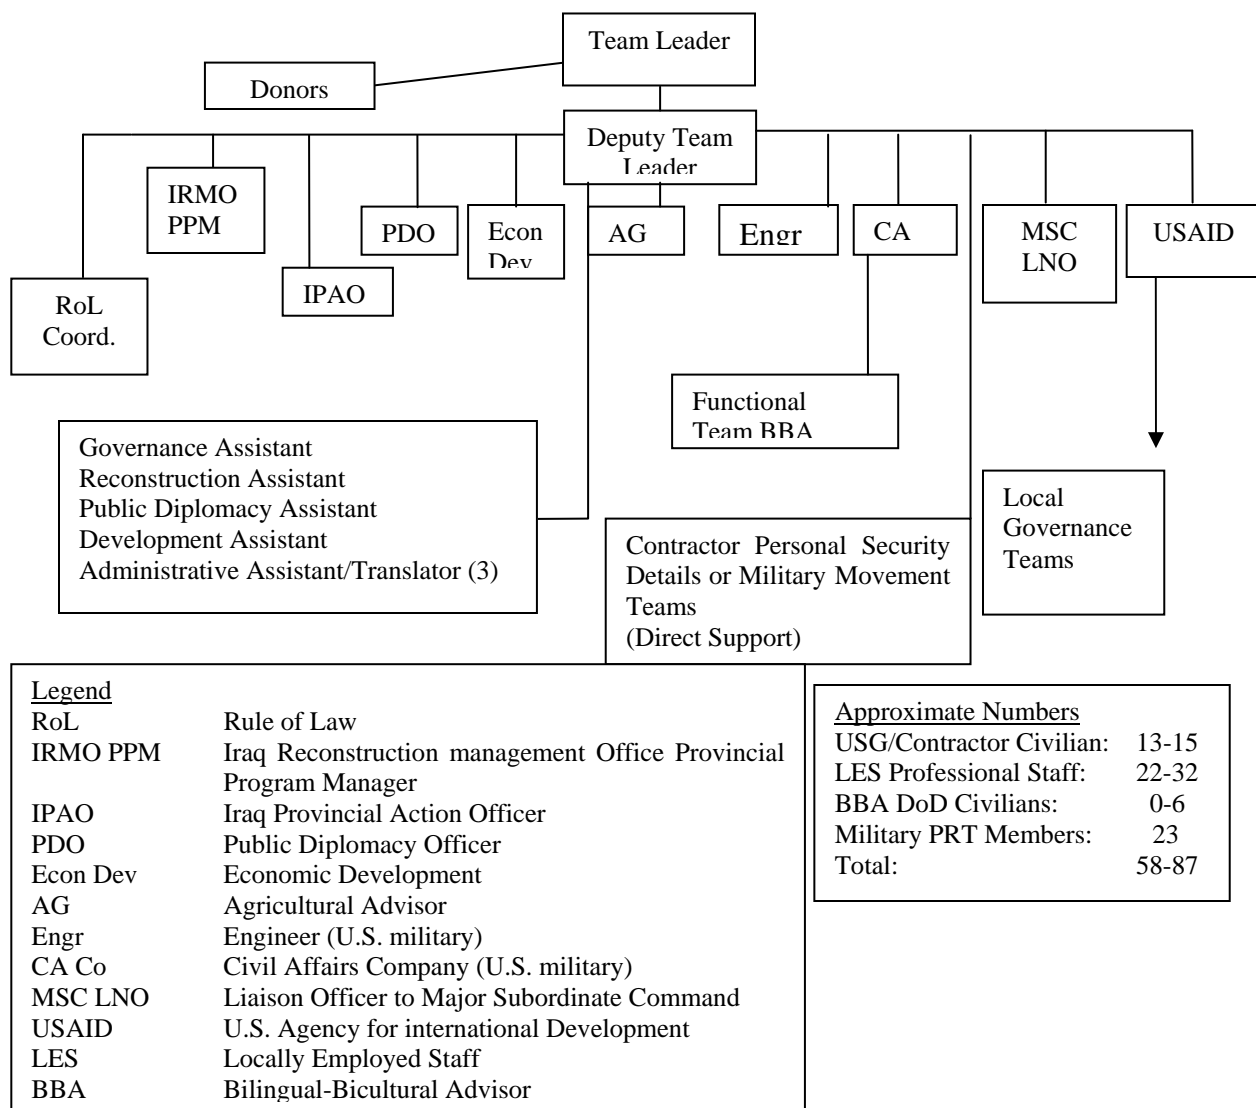 Team Leader
Donors
Deputy Team
Leader
IRMO
PPM
PDO
Econ
Dev
AG
Engr
CA
MSC
LNO
USAID
IPAO
RoL
Coord.
Functional
Team BBA
Governance Assistant
Reconstruction Assistant
Public Diplomacy Assistant
Development Assistant
Administrative Assistant/Translator (3)
Local
Governance
Teams
Contractor Personal Security
Details or Military Movement
Teams
(Direct Support)
Legend
RoL Rule of Law
IRMO PPM Iraq Reconstruction management Office Provincial
Program Manager
IPAO Iraq Provincial Action Officer
PDO Public Diplomacy Officer
Econ Dev Economic Development
AG Agricultural Advisor
Engr Engineer (U.S. military)
CA Co Civil Affairs Company (U.S. military)
MSC LNO Liaison Officer to Major Subordinate Command
USAID U.S. Agency for international Development
LES Locally Employed Staff
BBA Bilingual-Bicultural Advisor
Approximate Numbers
USG/Contractor Civilian: 13-15
LES Professional Staff: 22-32
BBA DoD Civilians: 0-6
Military PRT Members: 23
Total: 58-87